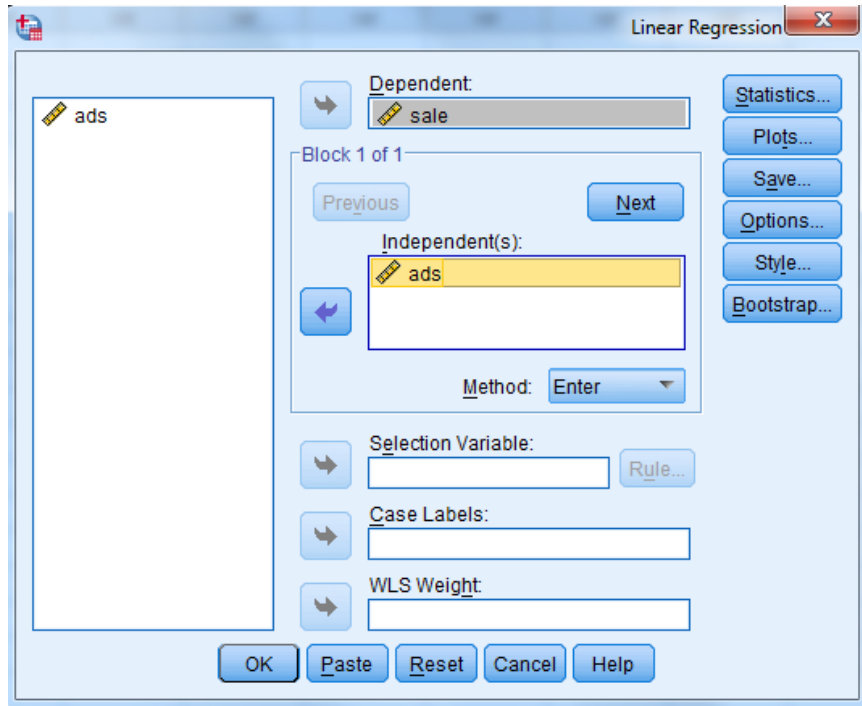 Linear Regression
X
ads
Dependent:
sale
Block 1 of 1
Previous
Next
Independent(s):
ads
Method: Enter
Selection Variable:
Rule...
Case Labels:
WLS Weight:
Statistics...
Plots...
Save...
Options...
Style...
Bootstrap...
OK Paste Reset Cancel Help